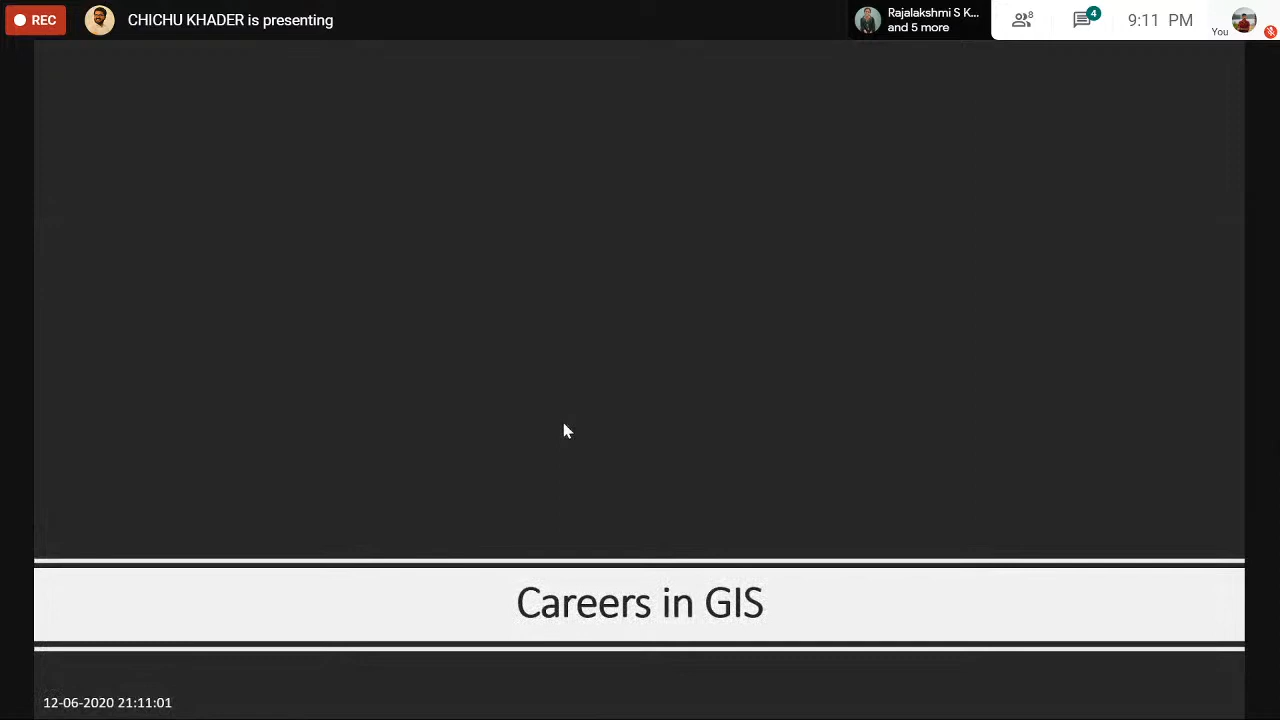 REC
CHICHU KHADER is presenting
Rajalakshmi S K...
and 5 more
8
4
9:11 PM
You
Careers in GIS
12-06-2020 21:11:01